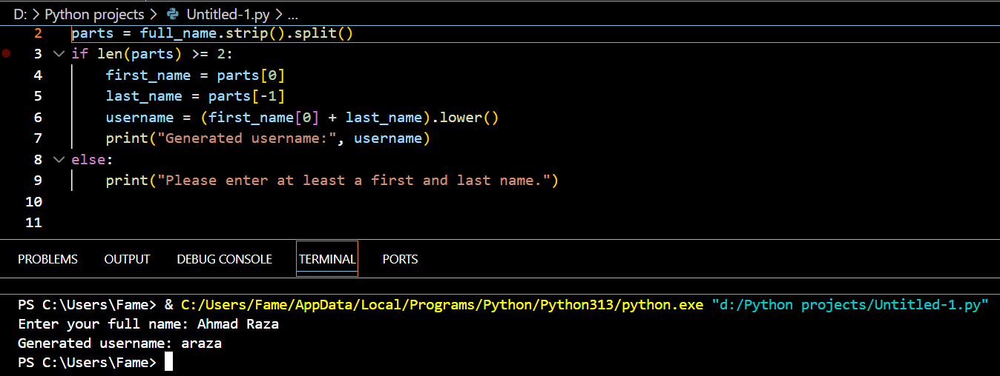 D: > Python projects > Untitled-1.py > ...
2 parts = full_name.strip().split()
3 if len(parts) >= 2:
4     first_name = parts[0]
5     last_name = parts[-1]
6     username = (first_name[0] + last_name).lower()
7     print("Generated username:", username)
8 else:
9     print("Please enter at least a first and last name.")
10
11
PROBLEMS OUTPUT DEBUG CONSOLE TERMINAL PORTS
PS C:\Users\Fame> & C:/Users/Fame/AppData/Local/Programs/Python/Python313/python.exe "d:/Python projects/Untitled-1.py"
Enter your full name: Ahmad Raza
Generated username: araza
PS C:\Users\Fame>